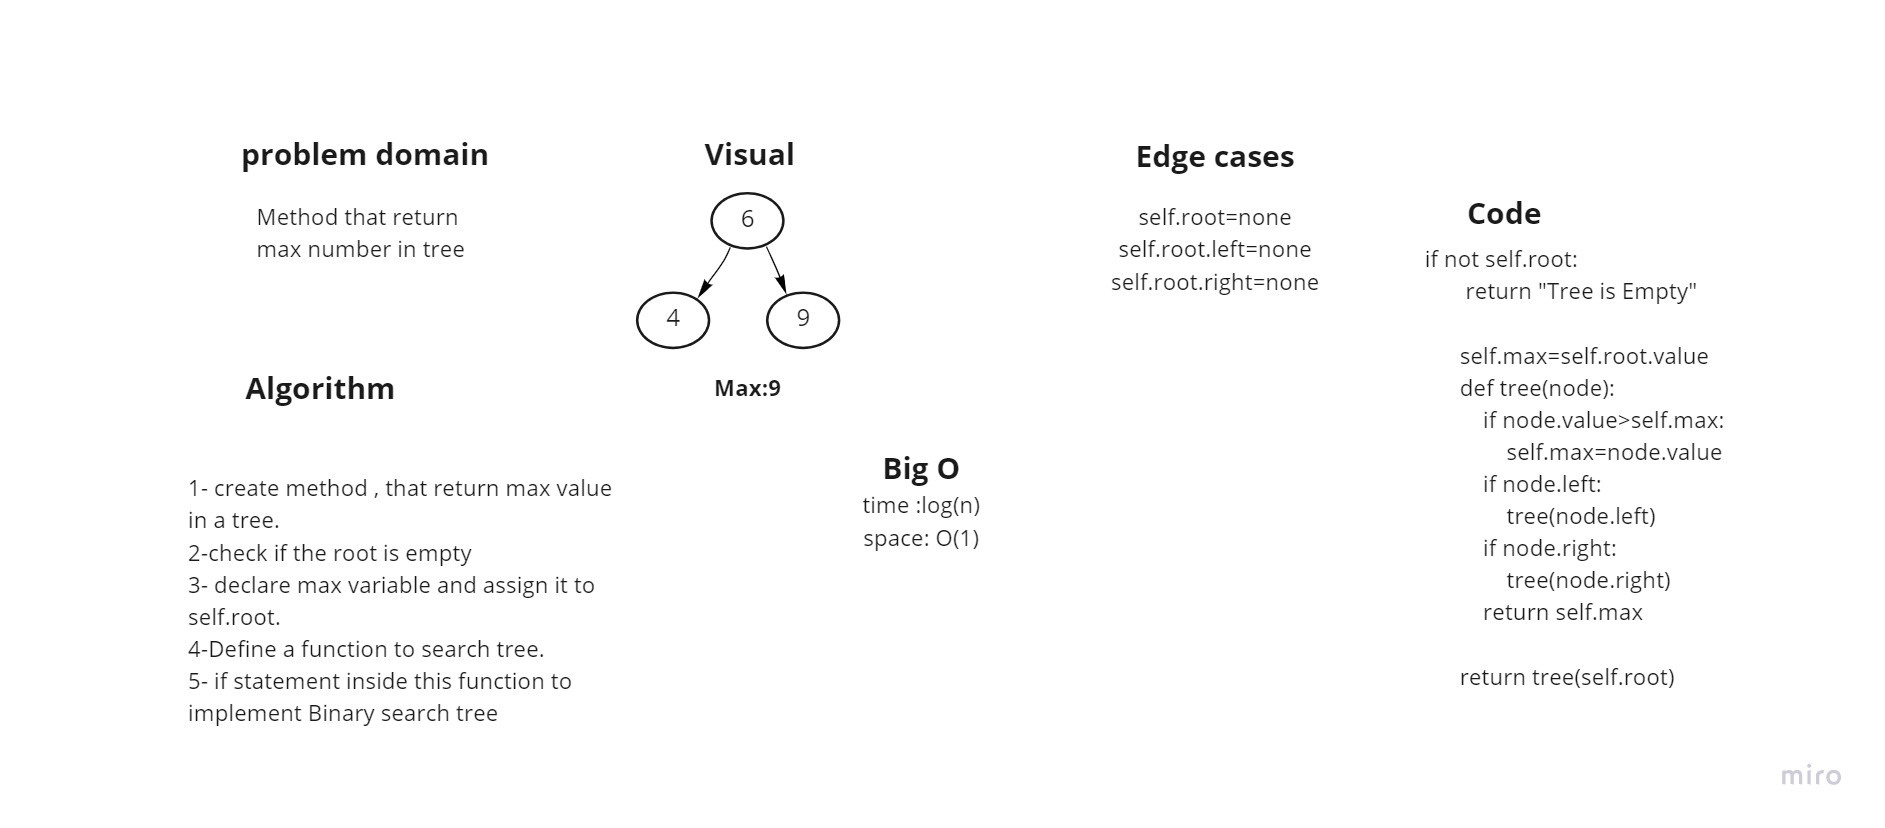 problem domain
Method that return
max number in tree
Visual
6
4
9
Max:9
Algorithm
1- create method , that return max value
in a tree.
2-check if the root is empty
3- declare max variable and assign it to
self.root.
4-Define a function to search tree.
5- if statement inside this function to
implement Binary search tree
Big O
time :log(n)
space: O(1)
Edge cases
self.root=none
self.root.left=none
self.root.right=none
Code
if not self.root:
return "Tree is Empty"
self.max=self.root.value
def tree(node):
if node.value>self.max:
self.max=node.value
if node.left:
tree(node.left)
if node.right:
tree(node.right)
return self.max
return tree(self.root)
miro